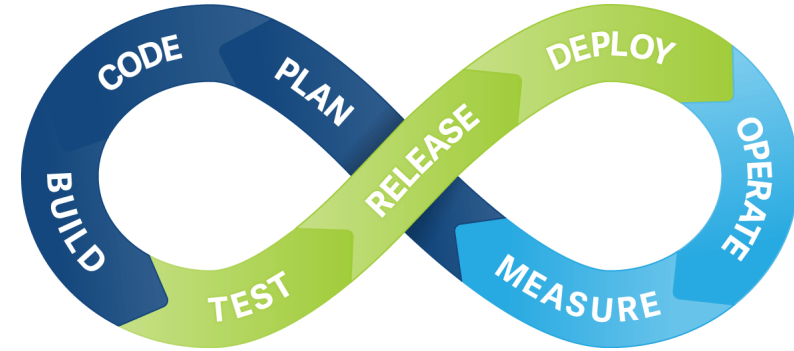 PLAN
CODE
BUILD
TEST
RELEASE
DEPLOY
OPERATE
MEASURE